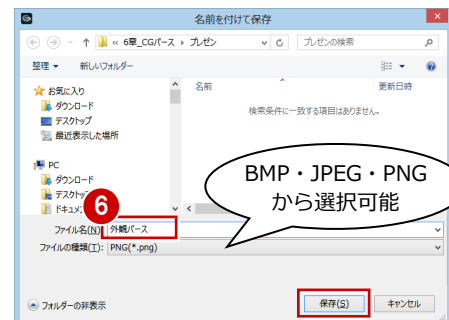 名前を付けて保存
« 6章_CGパース ▸ プレゼン
プレゼンの検索
整理 新しいフォルダー
お気に入り
ダウンロード
デスクトップ
最近表示した場所
PC
ダウンロード
デスクトップ
ドキュメント
名前 更新日時
検索条件に一致する項目はありません。
BMP・JPEG・PNG
から選択可能
6
ファイル名(N): 外観パース
ファイルの種類(T): PNG(*.png)
フォルダーの非表示
保存(S) キャンセル